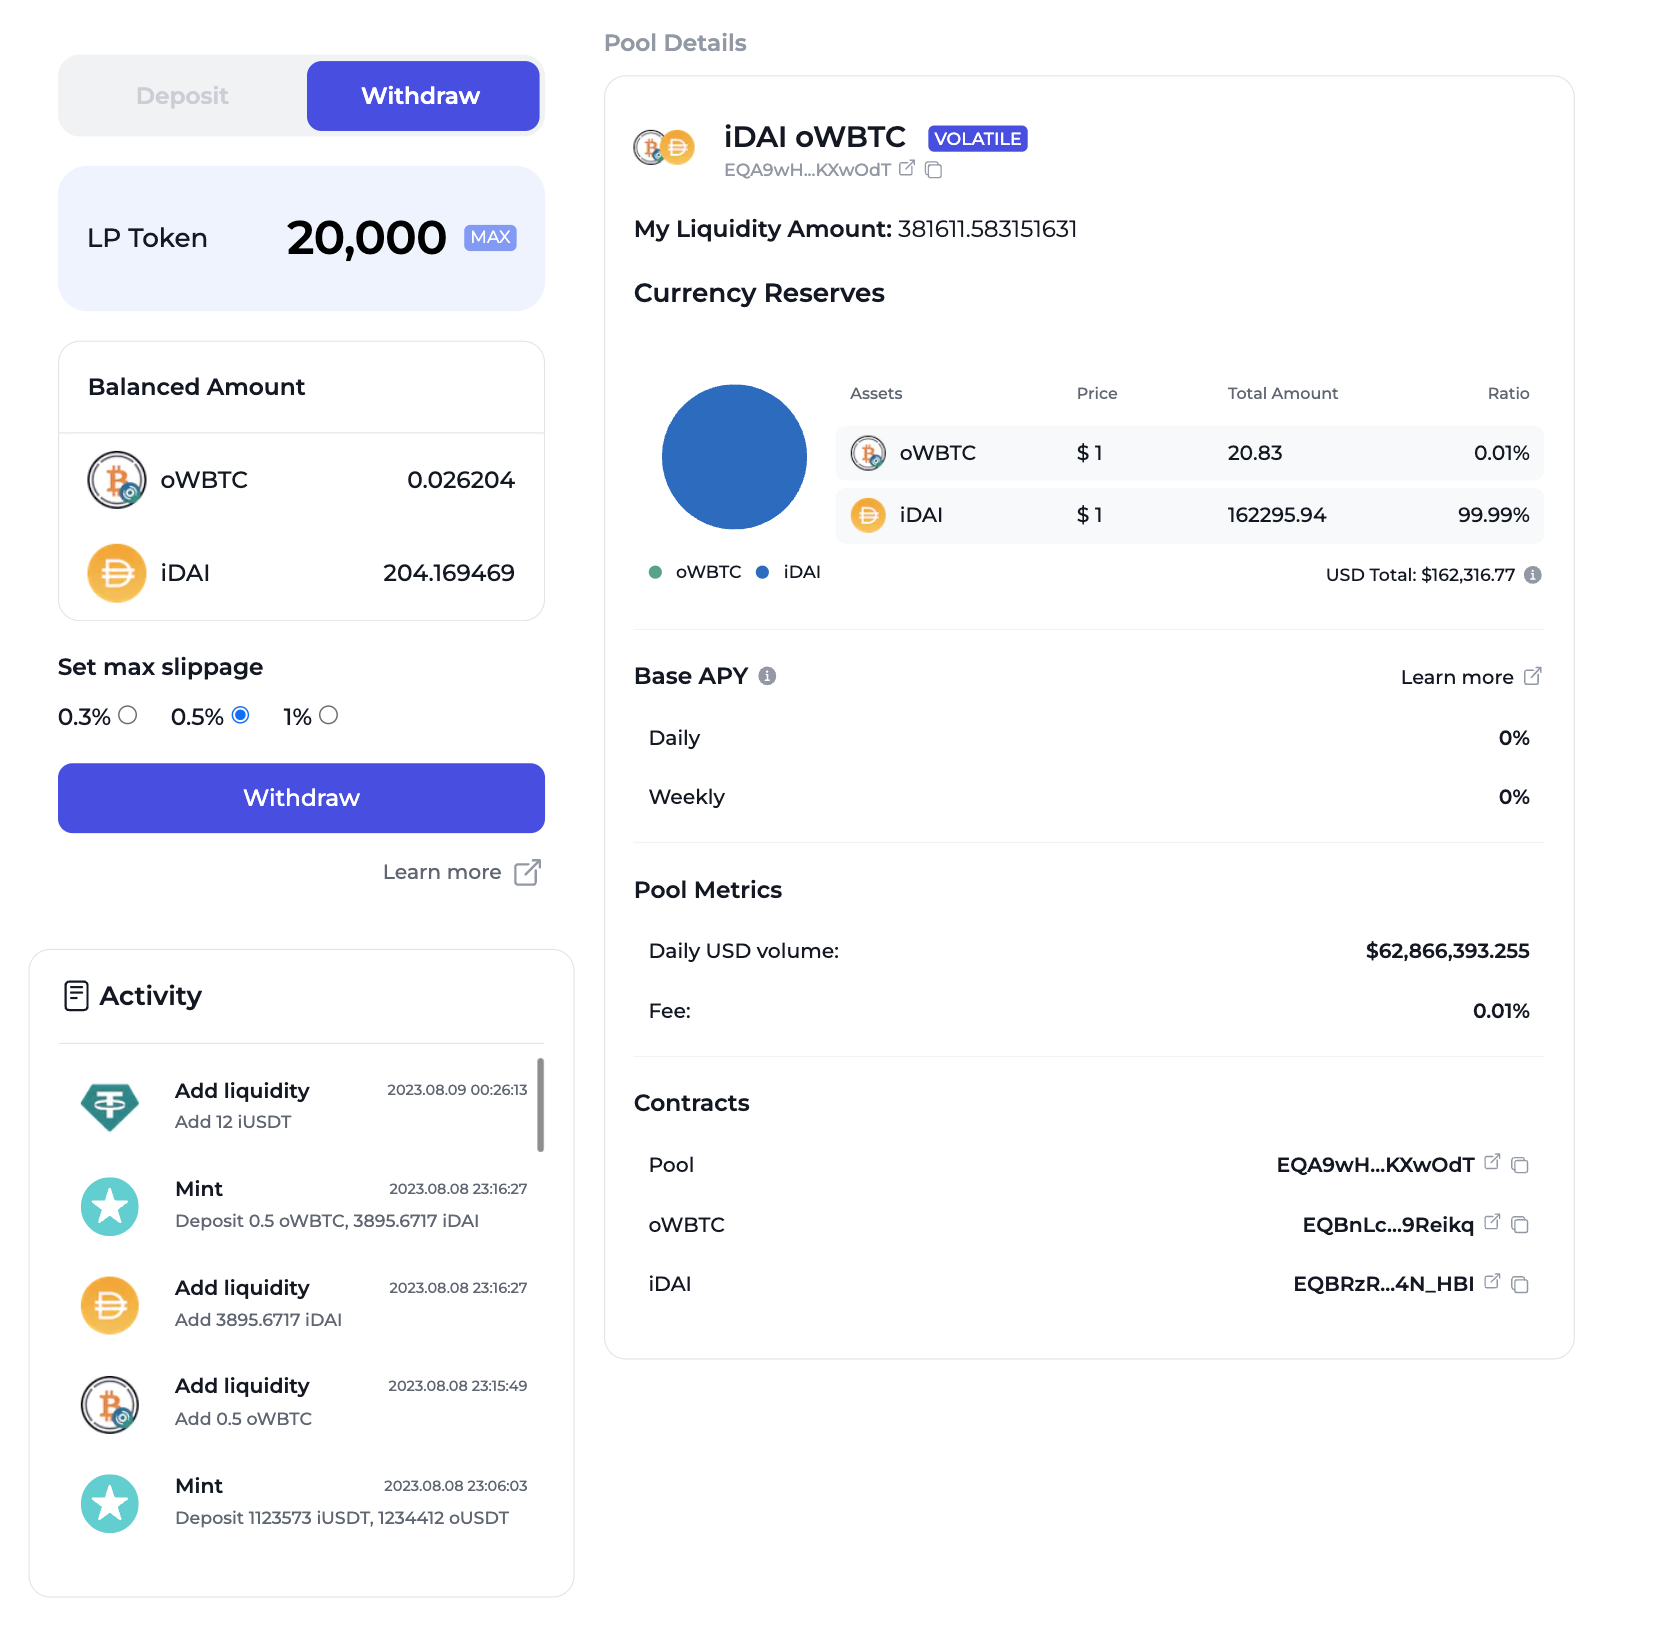 Deposit
Withdraw
LP Token 20,000 MAX
Balanced Amount
oWBTC 0.026204
iDAI 204.169469
Set max slippage
0.3% 0.5% 1%
Withdraw
Learn more
Activity
Add liquidity 2023.08.09 00:26:13
Add 12 iUSDT
Mint 2023.08.08 23:16:27
Deposit 0.5 oWBTC, 3895.6717 iDAI
Add liquidity 2023.08.08 23:16:27
Add 3895.6717 iDAI
Add liquidity 2023.08.08 23:15:49
Add 0.5 oWBTC
Mint 2023.08.08 23:06:03
Deposit 1123573 iUSDT, 1234412 oUSDT
Pool Details
iDAI oWBTC VOLATILE
EQA9wH...KXwOdT
My Liquidity Amount: 381611.583151631
Currency Reserves
Assets Price Total Amount Ratio
oWBTC $ 1 20.83 0.01%
iDAI $ 1 162295.94 99.99%
oWBTC iDAI
USD Total: $162,316.77
Base APY Learn more
Daily 0%
Weekly 0%
Pool Metrics
Daily USD volume: $62,866,393.255
Fee: 0.01%
Contracts
Pool EQA9wH...KXwOdT
oWBTC EQBnLc...9Reikq
iDAI EQBRzR...4N_HBI